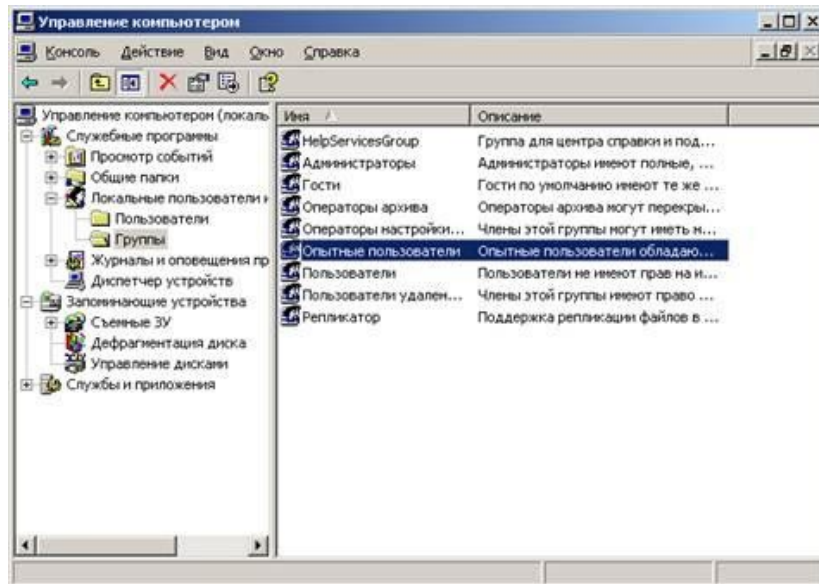 Управление компьютером
Консоль Действие Вид Окно Справка
Управление компьютером (локаль
Служебные программы
Просмотр событий
Общие папки
Локальные пользователи и
Пользователи
Группы
Журналы и оповещения пр
Диспетчер устройств
Запоминающие устройства
Съемные ЗУ
Дефрагментация диска
Управление дисками
Службы и приложения
Имя Описание
HelpServicesGroup Группа для центра справки и под...
Администраторы Администраторы имеют полные, ...
Гости Гости по умолчанию имеют те же ...
Операторы архива Операторы архива могут перекры...
Операторы настройки... Члены этой группы могут иметь н...
Опытные пользователи Опытные пользователи обладаю...
Пользователи Пользователи не имеют прав на и...
Пользователи удален... Члены этой группы имеют право ...
Репликатор Поддержка репликации файлов в ...